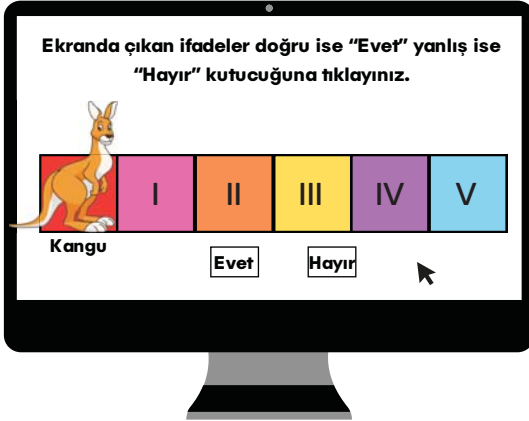 Ekranda çıkan ifadeler doğru ise “Evet” yanlış ise
“Hayır” kutucuğuna tıklayınız.
I II III IV V
Kangu
Evet Hayır